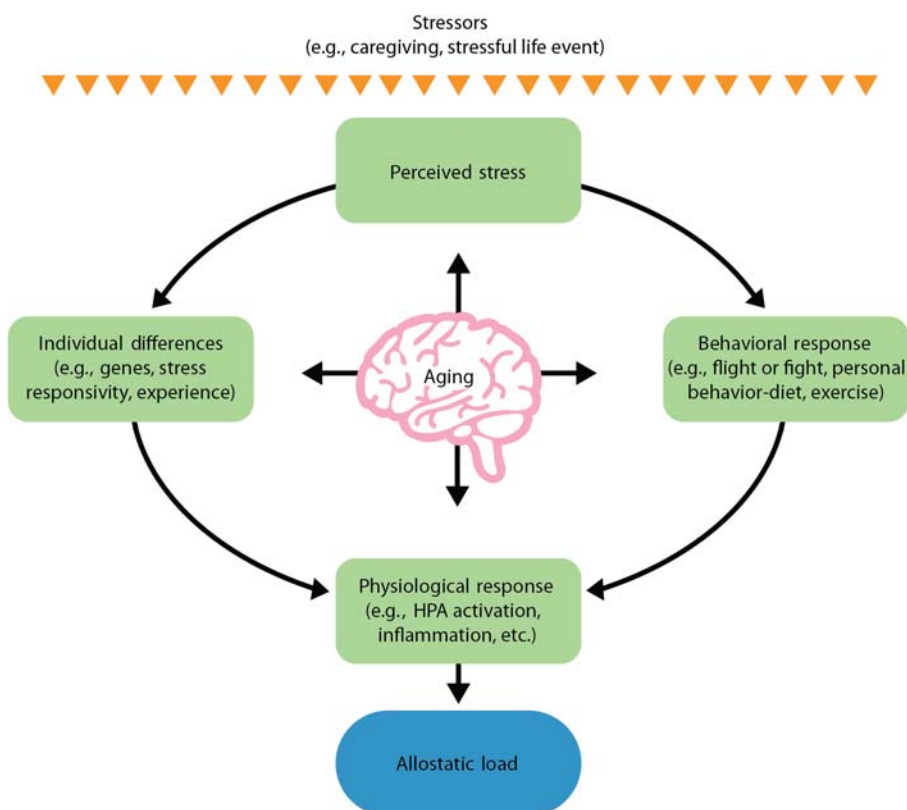 Stressors
(e.g., caregiving, stressful life event)
Perceived stress
Individual differences
(e.g., genes, stress
responsivity, experience)
Aging
Behavioral response
(e.g., flight or fight, personal
behavior-diet, exercise)
Physiological response
(e.g., HPA activation,
inflammation, etc.)
Allostatic load